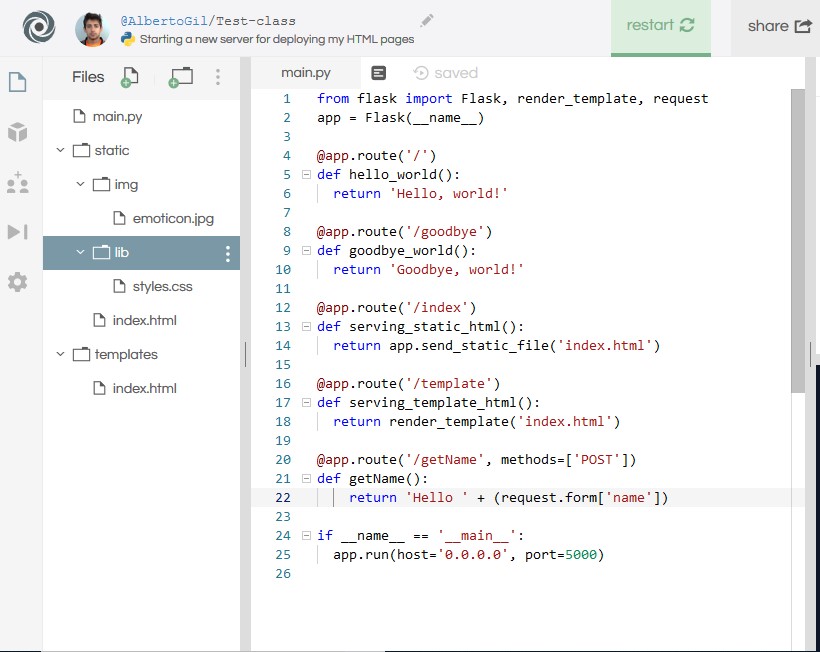 @AlbertoGil/Test-class
Starting a new server for deploying my HTML pages
restart
share
Files
main.py
static
img
emoticon.jpg
lib
styles.css
index.html
templates
index.html
main.py
saved
1 from flask import Flask, render_template, request
2 app = Flask(__name__)
3
4 @app.route('/')
5 def hello_world():
6 return 'Hello, world!'
7
8 @app.route('/goodbye')
9 def goodbye_world():
10 return 'Goodbye, world!'
11
12 @app.route('/index')
13 def serving_static_html():
14 return app.send_static_file('index.html')
15
16 @app.route('/template')
17 def serving_template_html():
18 return render_template('index.html')
19
20 @app.route('/getName', methods=['POST'])
21 def getName():
22 return 'Hello ' + (request.form['name'])
23
24 if __name__ == '__main__':
25 app.run(host='0.0.0.0', port=5000)
26